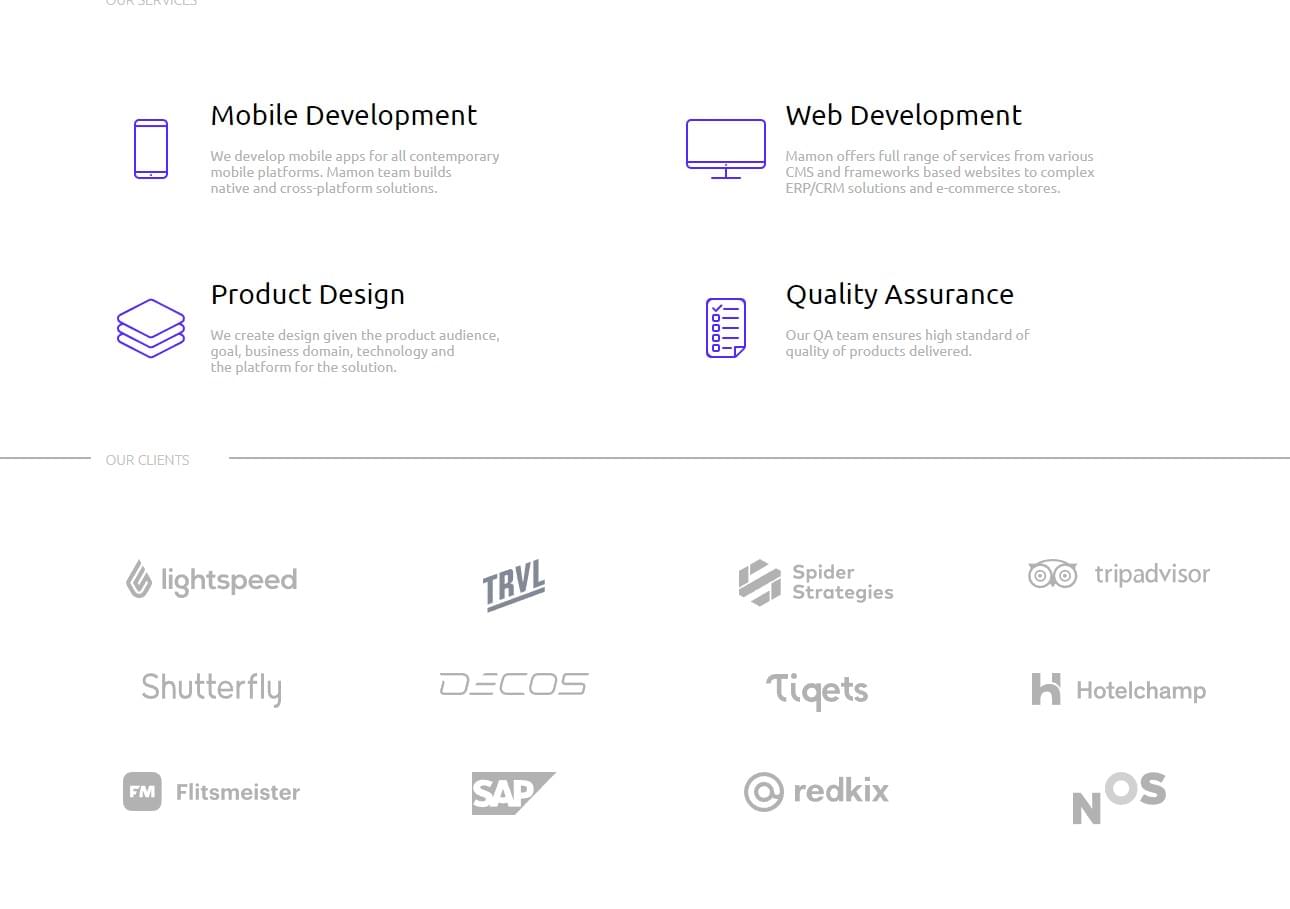 OUR SERVICES
Mobile Development
We develop mobile apps for all contemporary
mobile platforms. Mamon team builds
native and cross-platform solutions.
Web Development
Mamon offers full range of services from various
CMS and frameworks based websites to complex
ERP/CRM solutions and e-commerce stores.
Product Design
We create design given the product audience,
goal, business domain, technology and
the platform for the solution.
Quality Assurance
Our QA team ensures high standard of
quality of products delivered.
OUR CLIENTS
lightspeed
TRVL
Spider
Strategies
tripadvisor
Shutterfly
DECOS
Tiqets
Hotelchamp
FM Flitsmeister
SAP
redkix
NOS